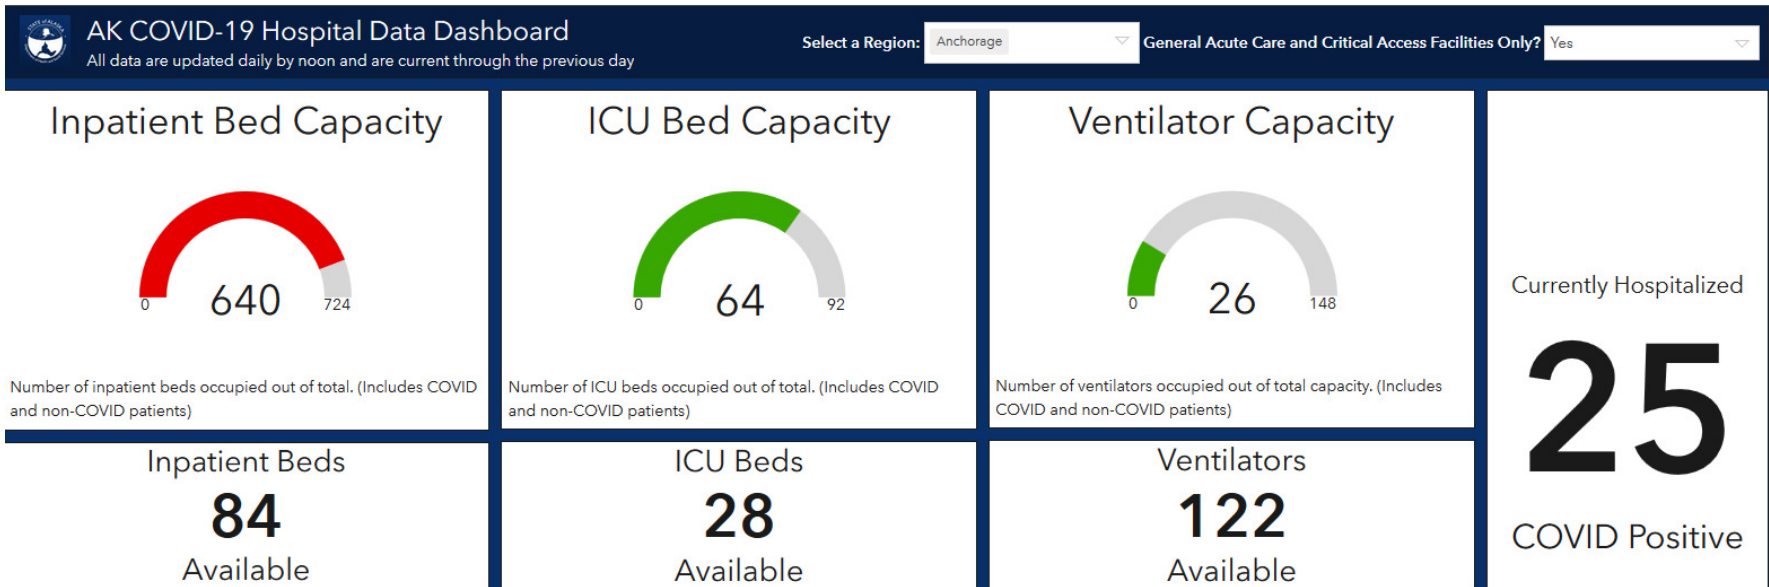 AK COVID-19 Hospital Data Dashboard
All data are updated daily by noon and are current through the previous day
Select a Region: Anchorage
General Acute Care and Critical Access Facilities Only? Yes
Inpatient Bed Capacity
0 640 724
Number of inpatient beds occupied out of total. (Includes COVID
and non-COVID patients)
ICU Bed Capacity
0 64 92
Number of ICU beds occupied out of total. (Includes COVID
and non-COVID patients)
Ventilator Capacity
0 26 148
Number of ventilators occupied out of total capacity. (Includes
COVID and non-COVID patients)
Inpatient Beds
84
Available
ICU Beds
28
Available
Ventilators
122
Available
Currently Hospitalized
25
COVID Positive